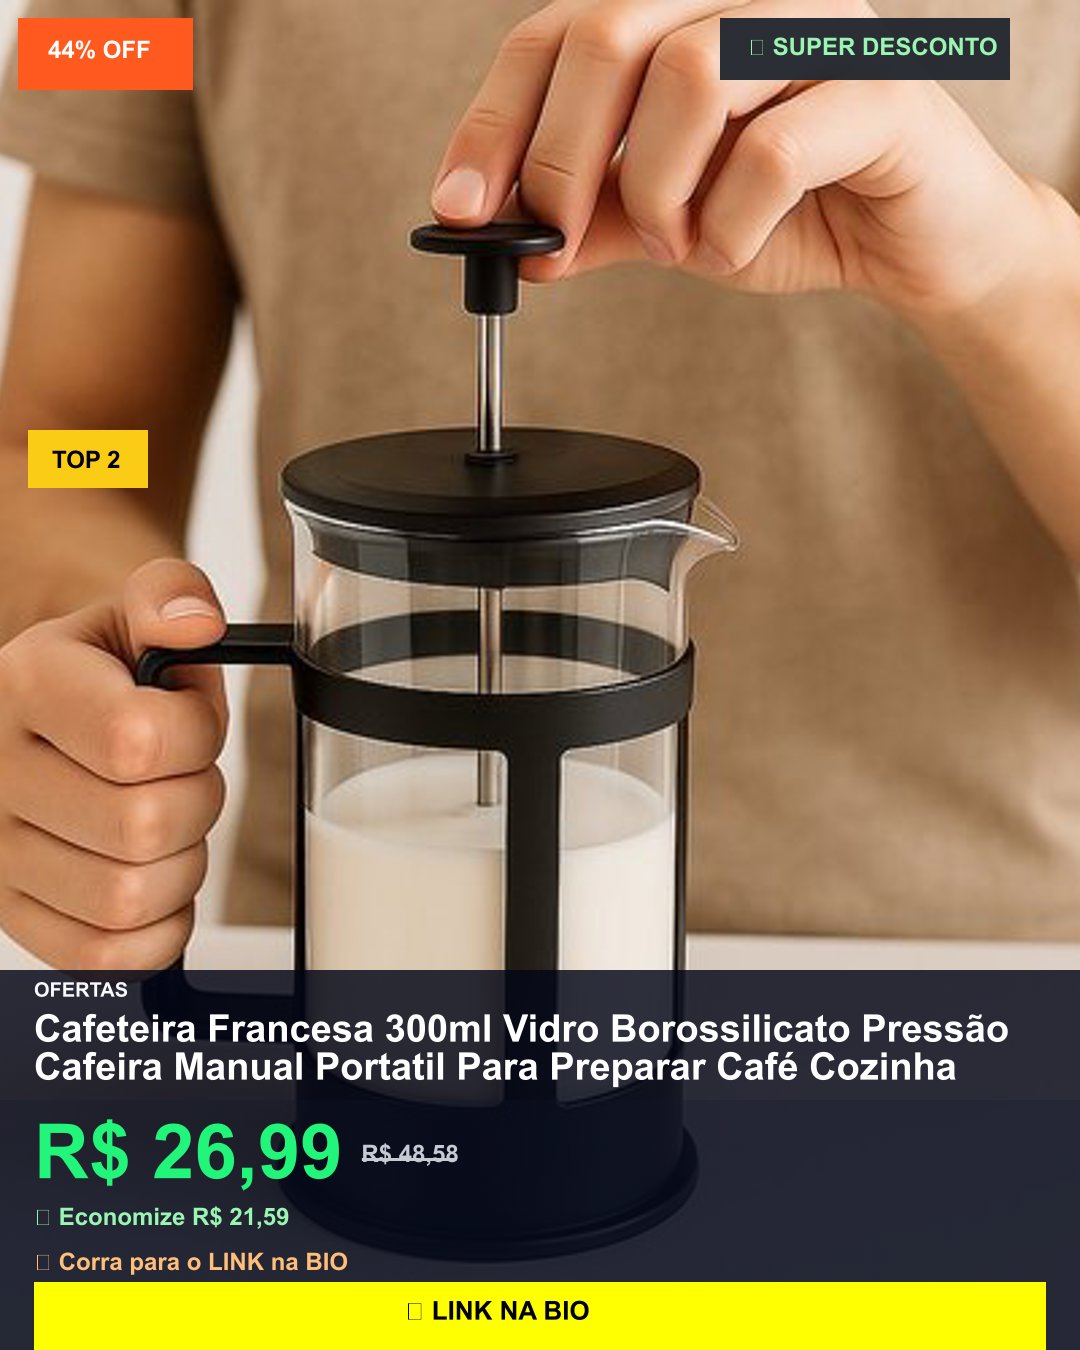 44% OFF
SUPER DESCONTO
TOP 2
OFERTAS
Cafeteira Francesa 300ml Vidro Borossilicato Pressão
Cafeira Manual Portatil Para Preparar Café Cozinha
R$ 26,99 R$ 48,58
Economize R$ 21,59
Corra para o LINK na BIO
LINK NA BIO